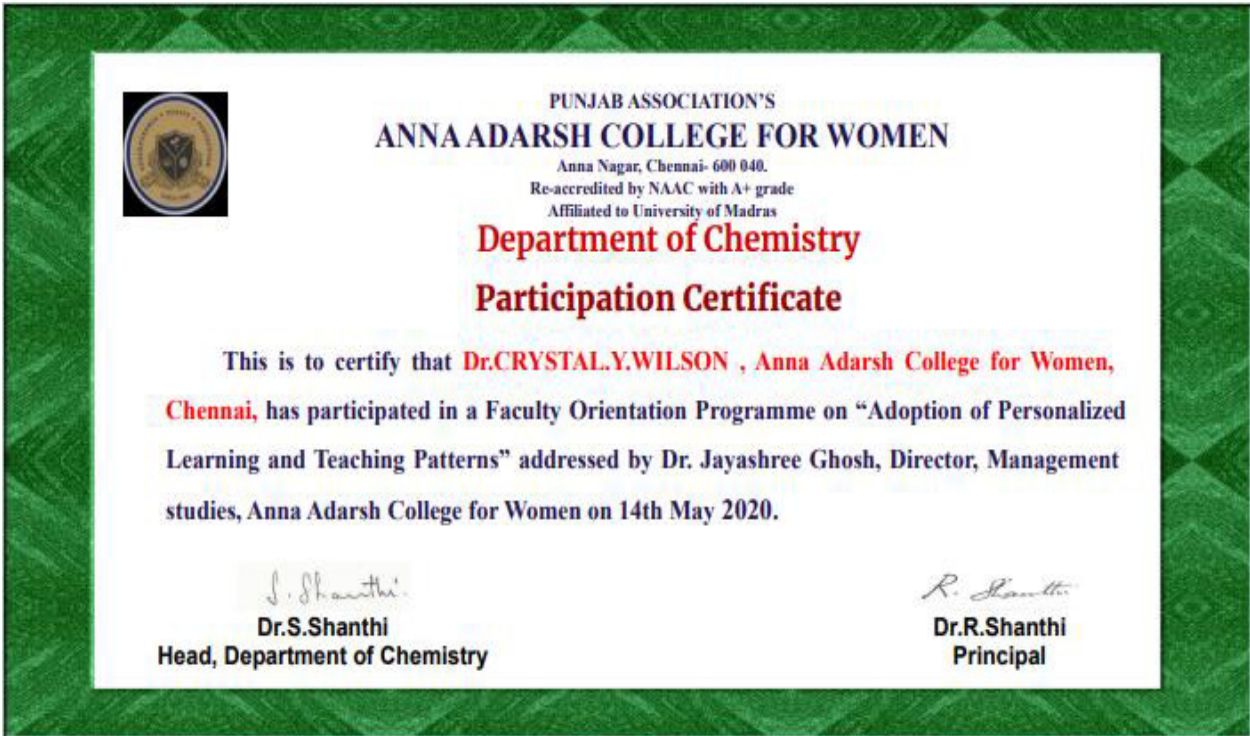 PUNJAB ASSOCIATION'S
ANNA ADARSH COLLEGE FOR WOMEN
Anna Nagar, Chennai- 600 040.
Re-accredited by NAAC with A+ grade
Affiliated to University of Madras
Department of Chemistry
Participation Certificate
This is to certify that Dr.CRYSTAL.Y.WILSON , Anna Adarsh College for Women,
Chennai, has participated in a Faculty Orientation Programme on “Adoption of Personalized
Learning and Teaching Patterns” addressed by Dr. Jayashree Ghosh, Director, Management
studies, Anna Adarsh College for Women on 14th May 2020.
S. Shanthi
R. Shanthi
Dr.S.Shanthi
Dr.R.Shanthi
Head, Department of Chemistry
Principal